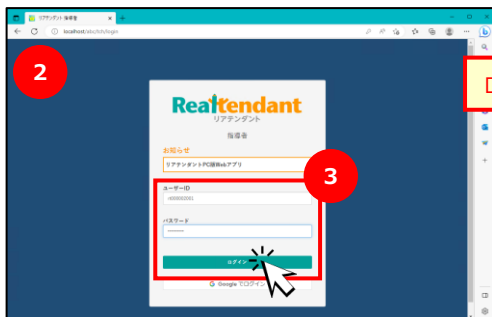 リアテンダント 指導者
localhost/abc/tch/login
2
Realtendant
リアテンダント
指導者
お知らせ
リアテンダントPC版Webアプリ
3
ユーザーID
パスワード
ログイン
G Google でログイン